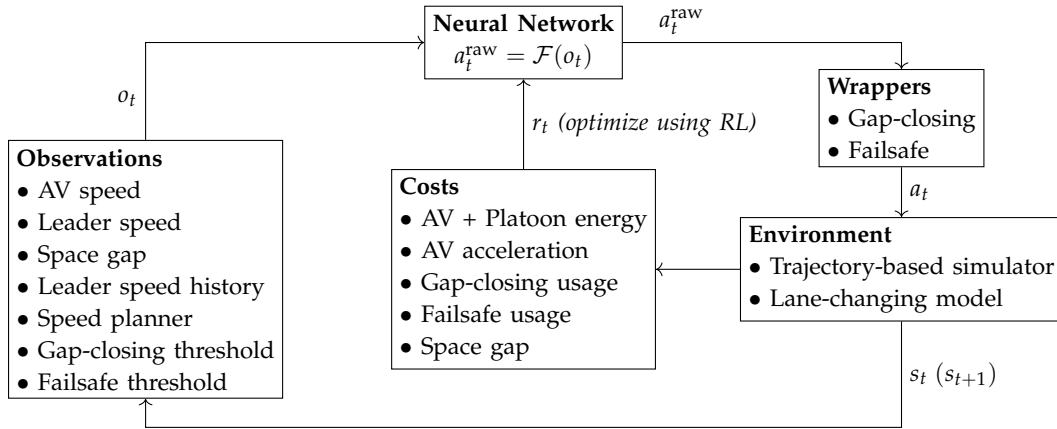 Neural Network
a_t^raw = F(o_t)
a_t^raw
o_t
Wrappers
• Gap-closing
• Failsafe
r_t (optimize using RL)
Observations
• AV speed
• Leader speed
• Space gap
• Leader speed history
• Speed planner
• Gap-closing threshold
• Failsafe threshold
Costs
• AV + Platoon energy
• AV acceleration
• Gap-closing usage
• Failsafe usage
• Space gap
a_t
Environment
• Trajectory-based simulator
• Lane-changing model
s_t (s_{t+1})